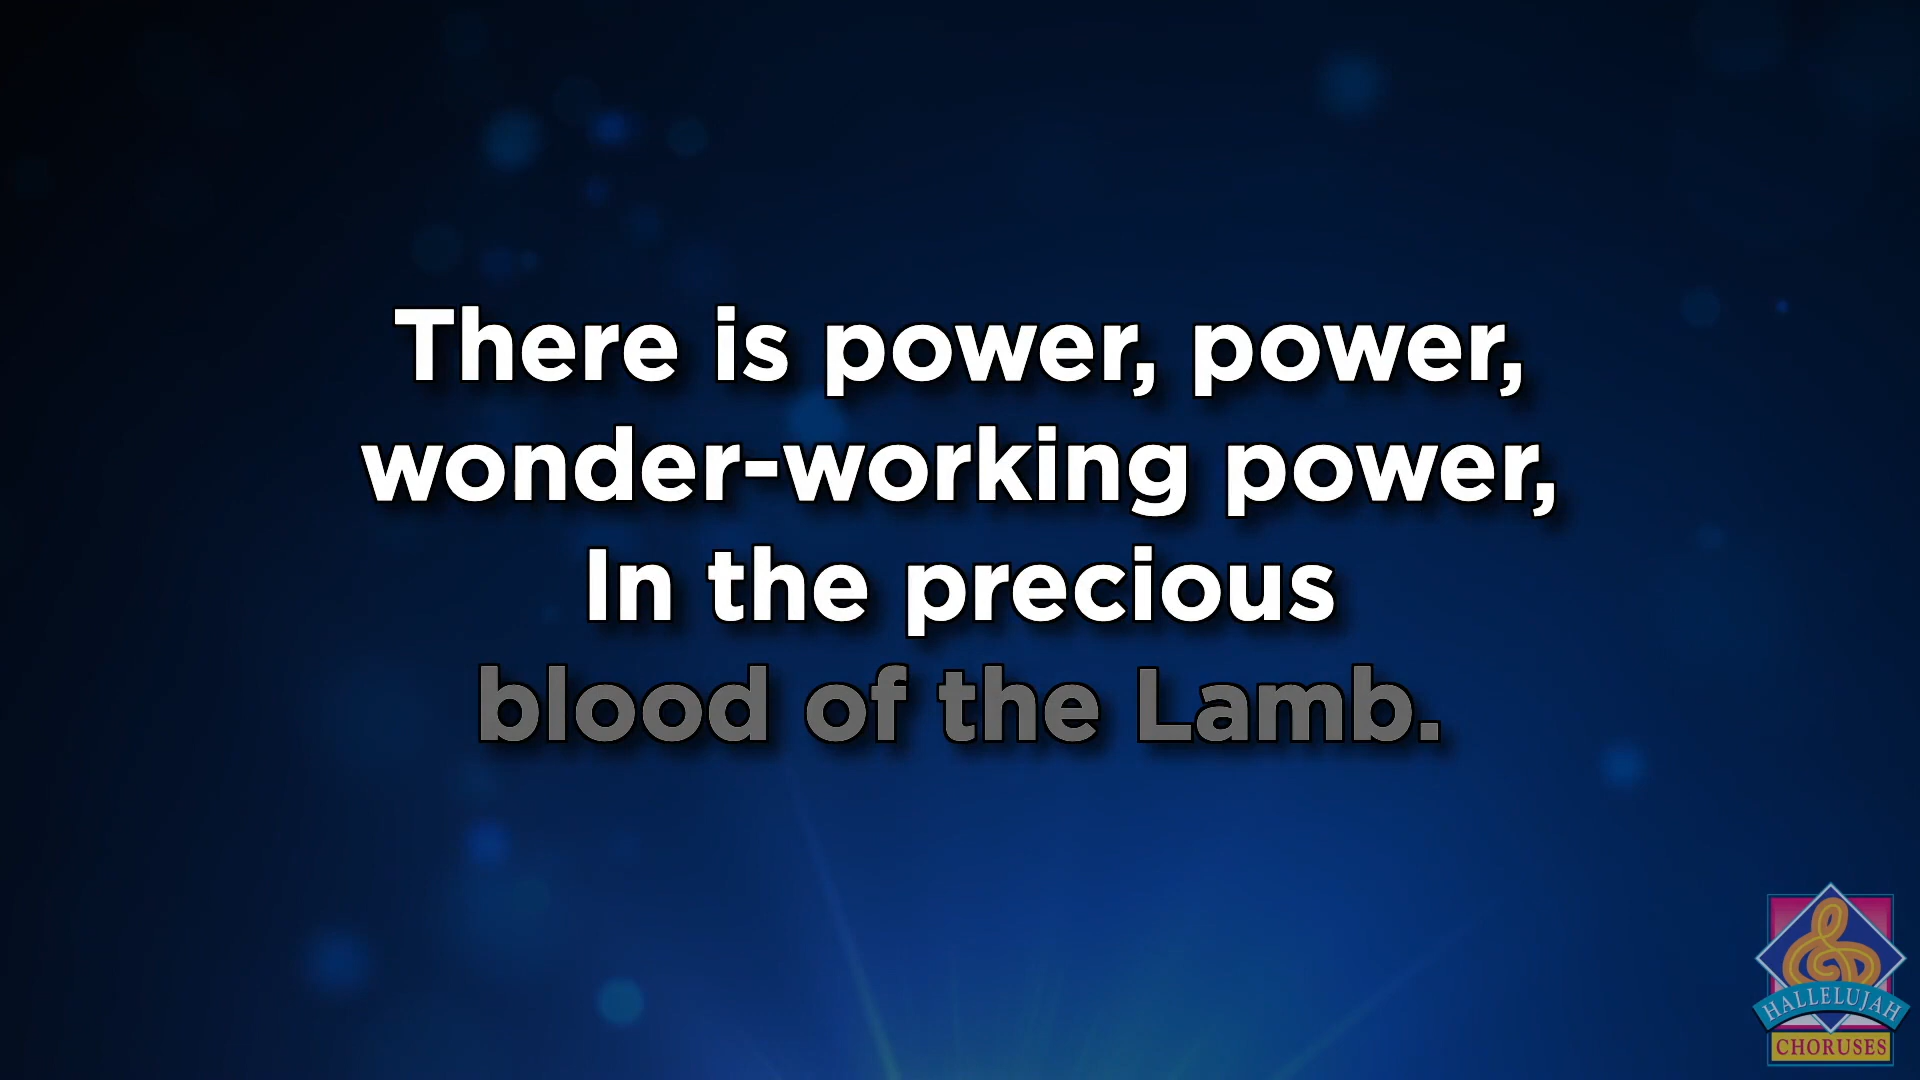 There is power, power,
wonder-working power,
In the precious
blood of the Lamb.
HALLELUJAH
CHORUSES